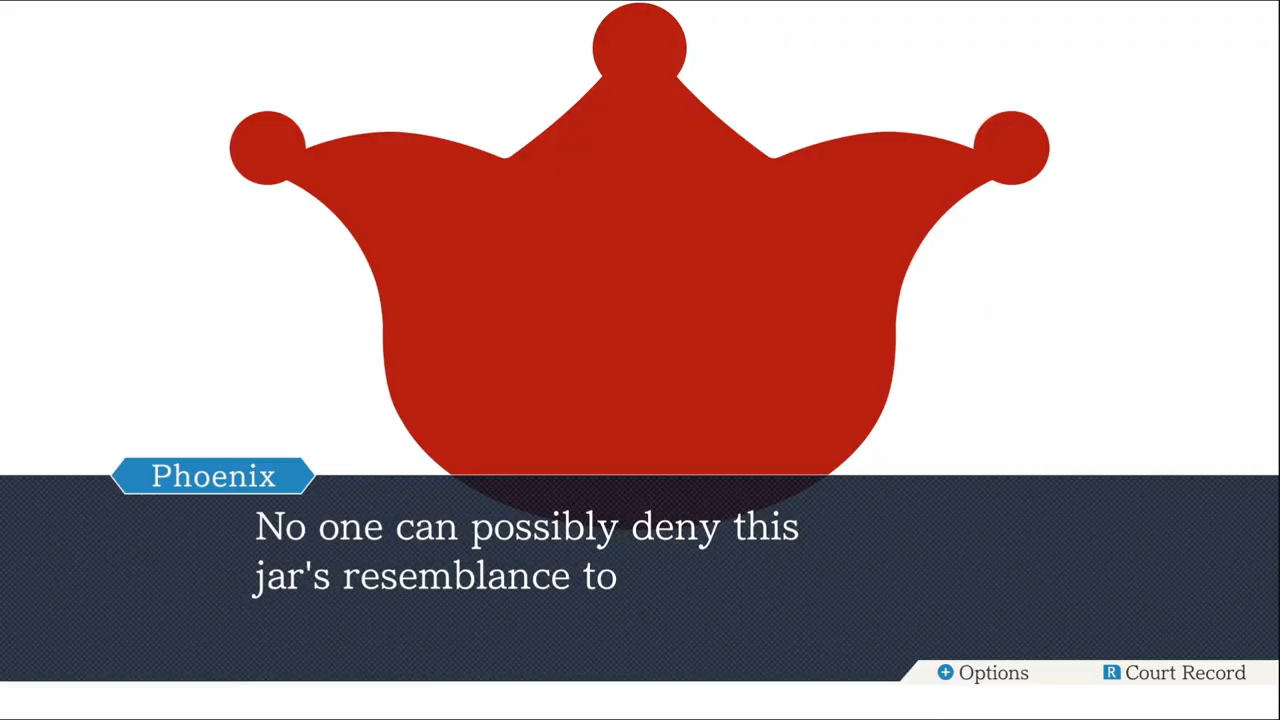 Phoenix
No one can possibly deny this
jar's resemblance to
+ Options
R Court Record